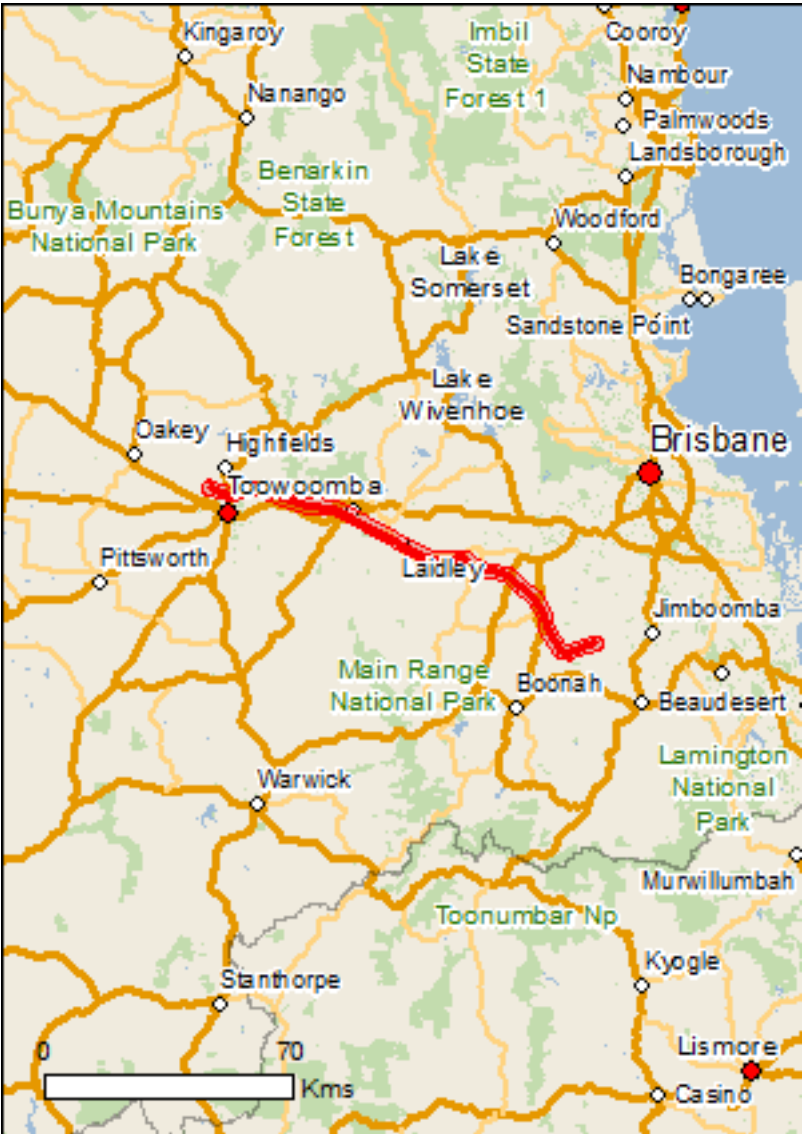 Kingaroy
Imbil
State
Forest 1
Cooroy
Nambour
Nanango
Palmwoods
Landsborough
Benarkin
State
Forest
Bunya Mountains
National Park
Woodford
Lake
Somerset
Bongaree
Sandstone Point
Lake
Wivenhoe
Oakey
Highfields
Brisbane
Toowoomba
Pittsworth
Laidley
Jimboomba
Main Range
National Park
Boonah
Beaudesert
Lamington
National
Park
Warwick
Murwillumbah
Toonumbar Np
Kyogle
Stanthorpe
Lismore
Casino
0 70
Kms